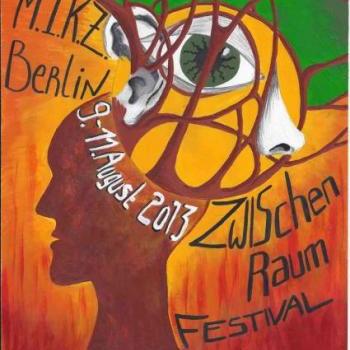 M.I.K.Z.
Berlin
9.-11.August 2013
ZWISchen
Raum
FESTIVAL